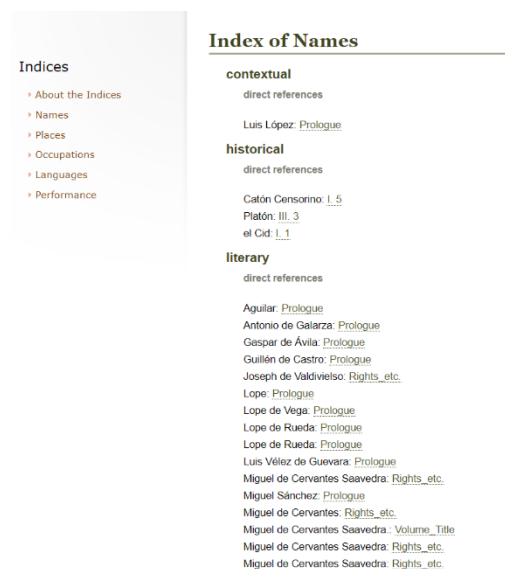 Indices
About the Indices
Names
Places
Occupations
Languages
Performance
Index of Names
contextual
direct references
Luis López: Prologue
historical
direct references
Catón Censorino: I. 5
Platón: III. 3
el Cid: I. 1
literary
direct references
Aguilar: Prologue
Antonio de Galarza: Prologue
Gaspar de Ávila: Prologue
Guillén de Castro: Prologue
Joseph de Valdivielso: Rights_etc.
Lope: Prologue
Lope de Vega: Prologue
Lope de Rueda: Prologue
Lope de Rueda: Prologue
Luis Vélez de Guevara: Prologue
Miguel de Cervantes Saavedra: Rights_etc.
Miguel Sánchez: Prologue
Miguel de Cervantes: Rights_etc.
Miguel de Cervantes Saavedra.: Volume_Title
Miguel de Cervantes Saavedra: Rights_etc.
Miguel de Cervantes Saavedra: Rights_etc.